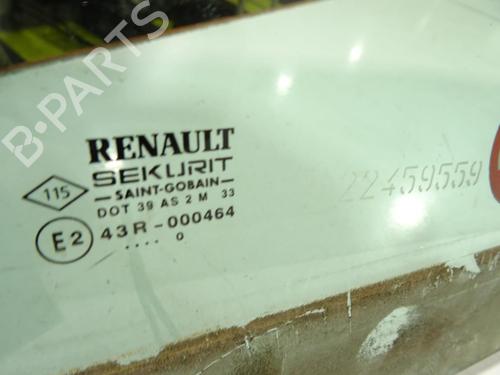 B-PARTS
RENAULT
SEKURIT
115
SAINT-GOBAIN
DOT 39 AS 2 M 33
E2 43R-000464
.... 0
22459559